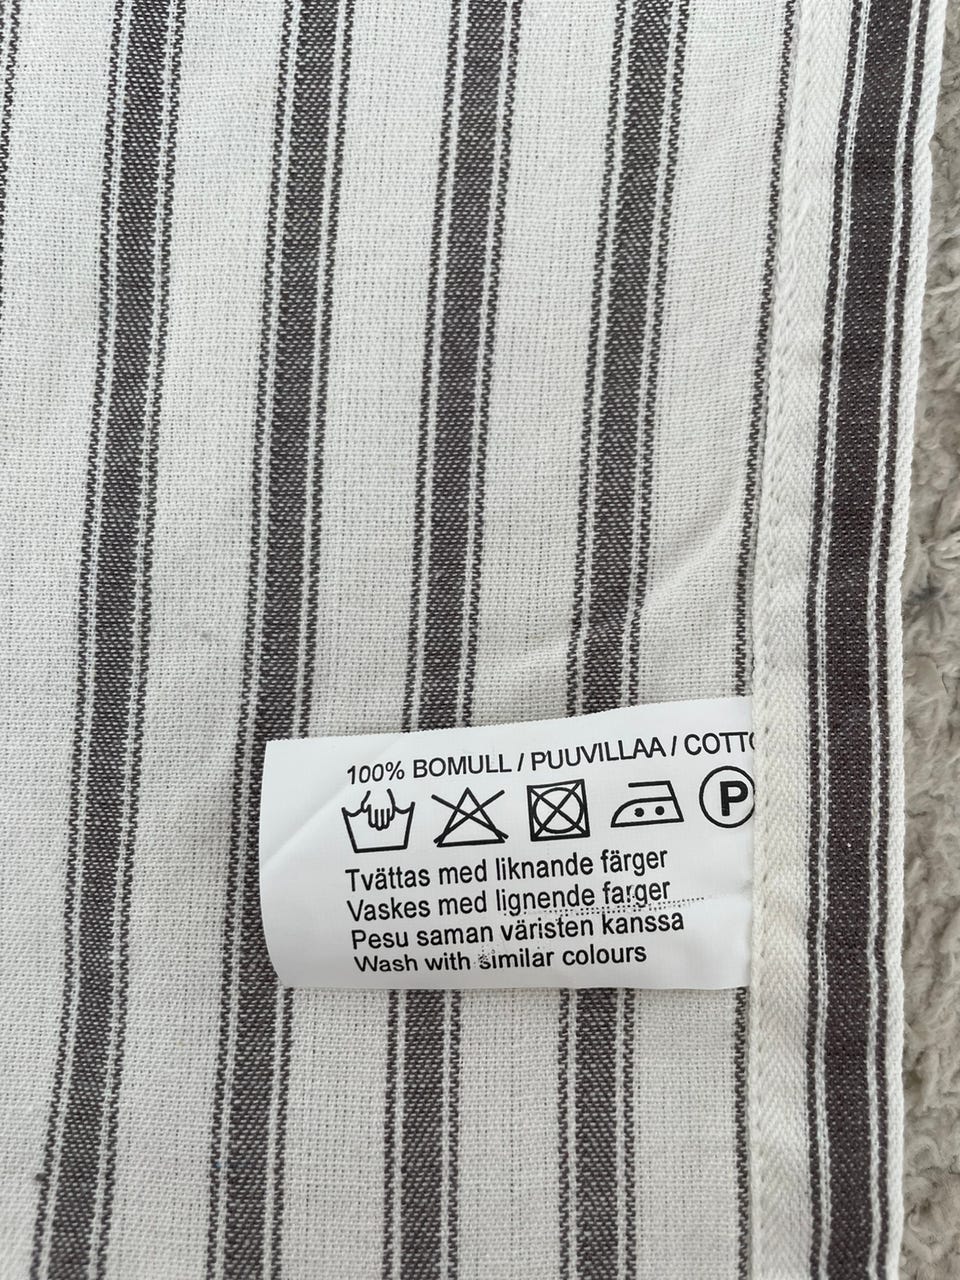 100% BOMULL / PUUVILLAA / COTTO
P
Tvättas med liknande färger
Vaskes med lignende farger
Pesu saman väristen kanssa
Wash with similar colours